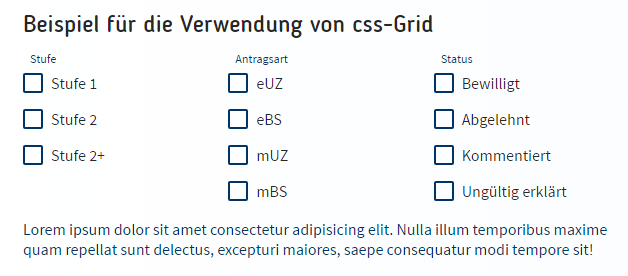 Beispiel für die Verwendung von css-Grid
Stufe Antragsart Status
Stufe 1 eUZ Bewilligt
Stufe 2 eBS Abgelehnt
Stufe 2+ mUZ Kommentiert
mBS Ungültig erklärt
Lorem ipsum dolor sit amet consectetur adipisicing elit. Nulla illum temporibus maxime
quam repellat sunt delectus, excepturi maiores, saepe consequatur modi tempore sit!